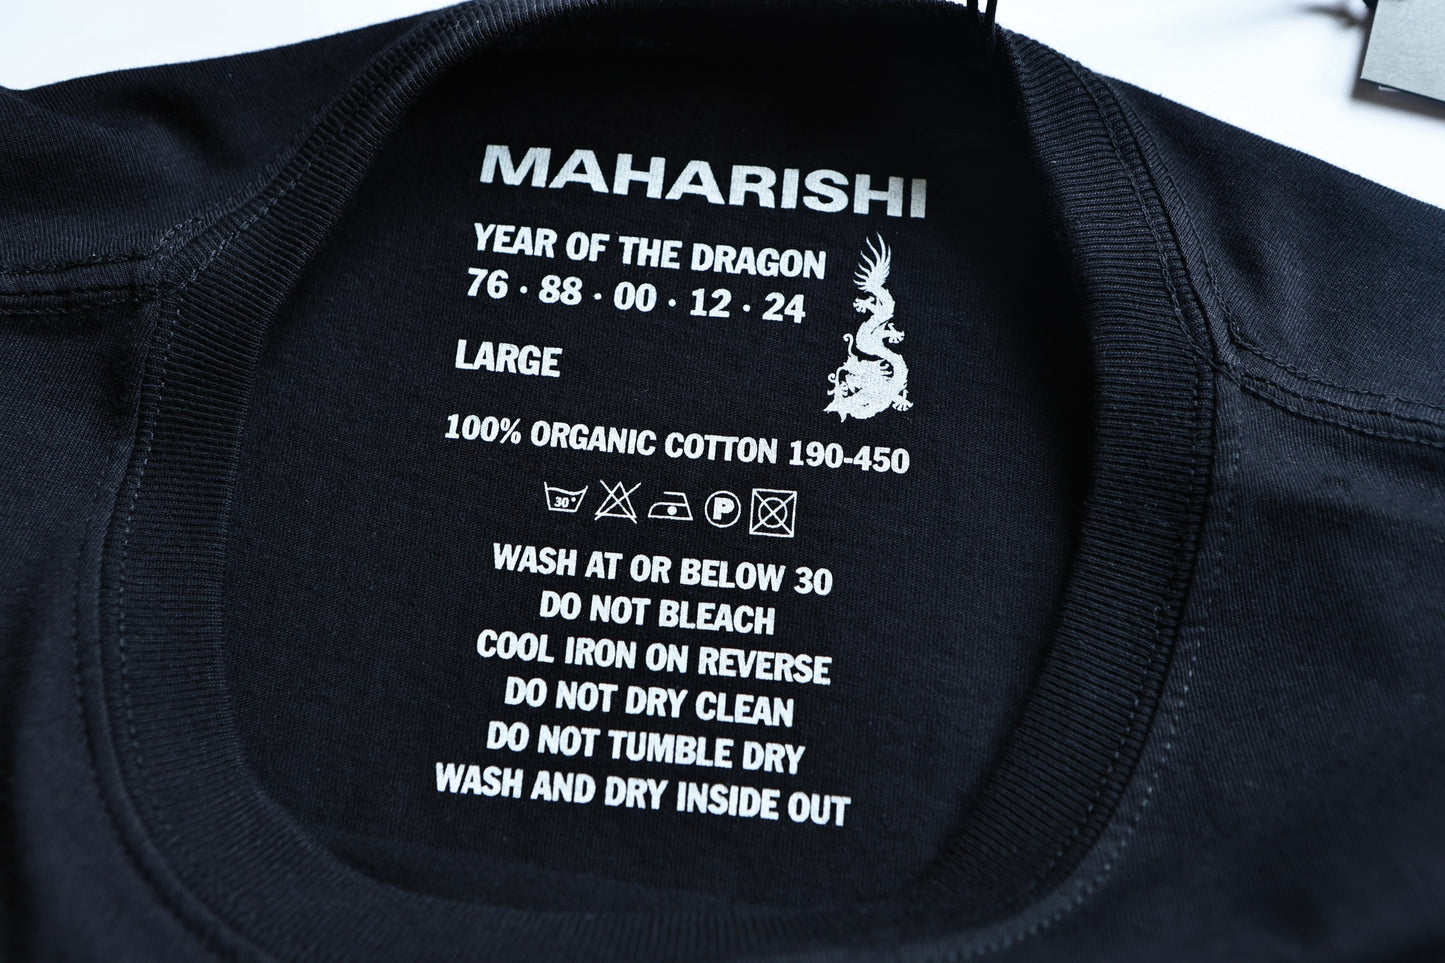 MAHARISHI
YEAR OF THE DRAGON
76 · 88 · 00 · 12 · 24
LARGE
100% ORGANIC COTTON 190-450
30°
P
WASH AT OR BELOW 30
DO NOT BLEACH
COOL IRON ON REVERSE
DO NOT DRY CLEAN
DO NOT TUMBLE DRY
WASH AND DRY INSIDE OUT